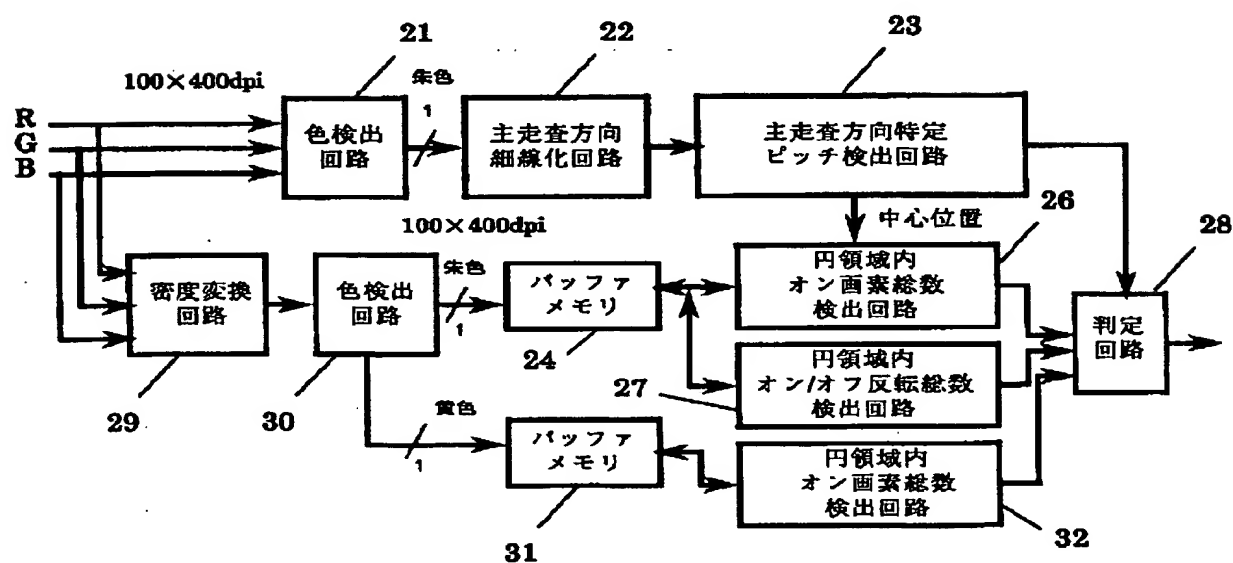 21
22
23
100×400dpi
朱色
1
R
G
B
色検出
回路
主走査方向
細線化回路
主走査方向特定
ピッチ検出回路
100×400dpi
中心位置
26
28
密度変換
回路
29
色検出
回路
30
朱色
1
バッファ
メモリ
24
円領域内
オン画素総数
検出回路
判定
回路
27
円領域内
オン/オフ反転総数
検出回路
黄色
1
バッファ
メモリ
31
円領域内
オン画素総数
検出回路
32